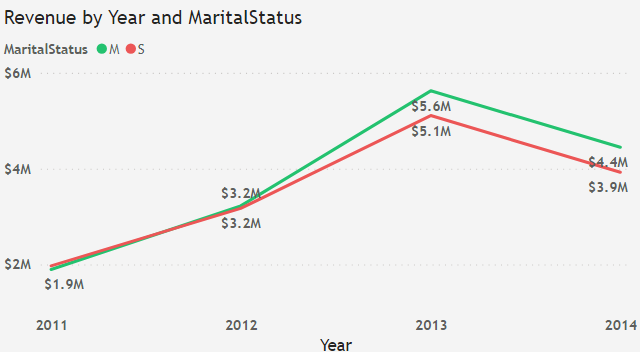 Revenue by Year and MaritalStatus
MaritalStatus M S
$6M
$5.6M
$5.1M
$4M
$4.4M
$3.9M
$3.2M
$3.2M
$2M
$1.9M
2011 2012 2013 2014
Year